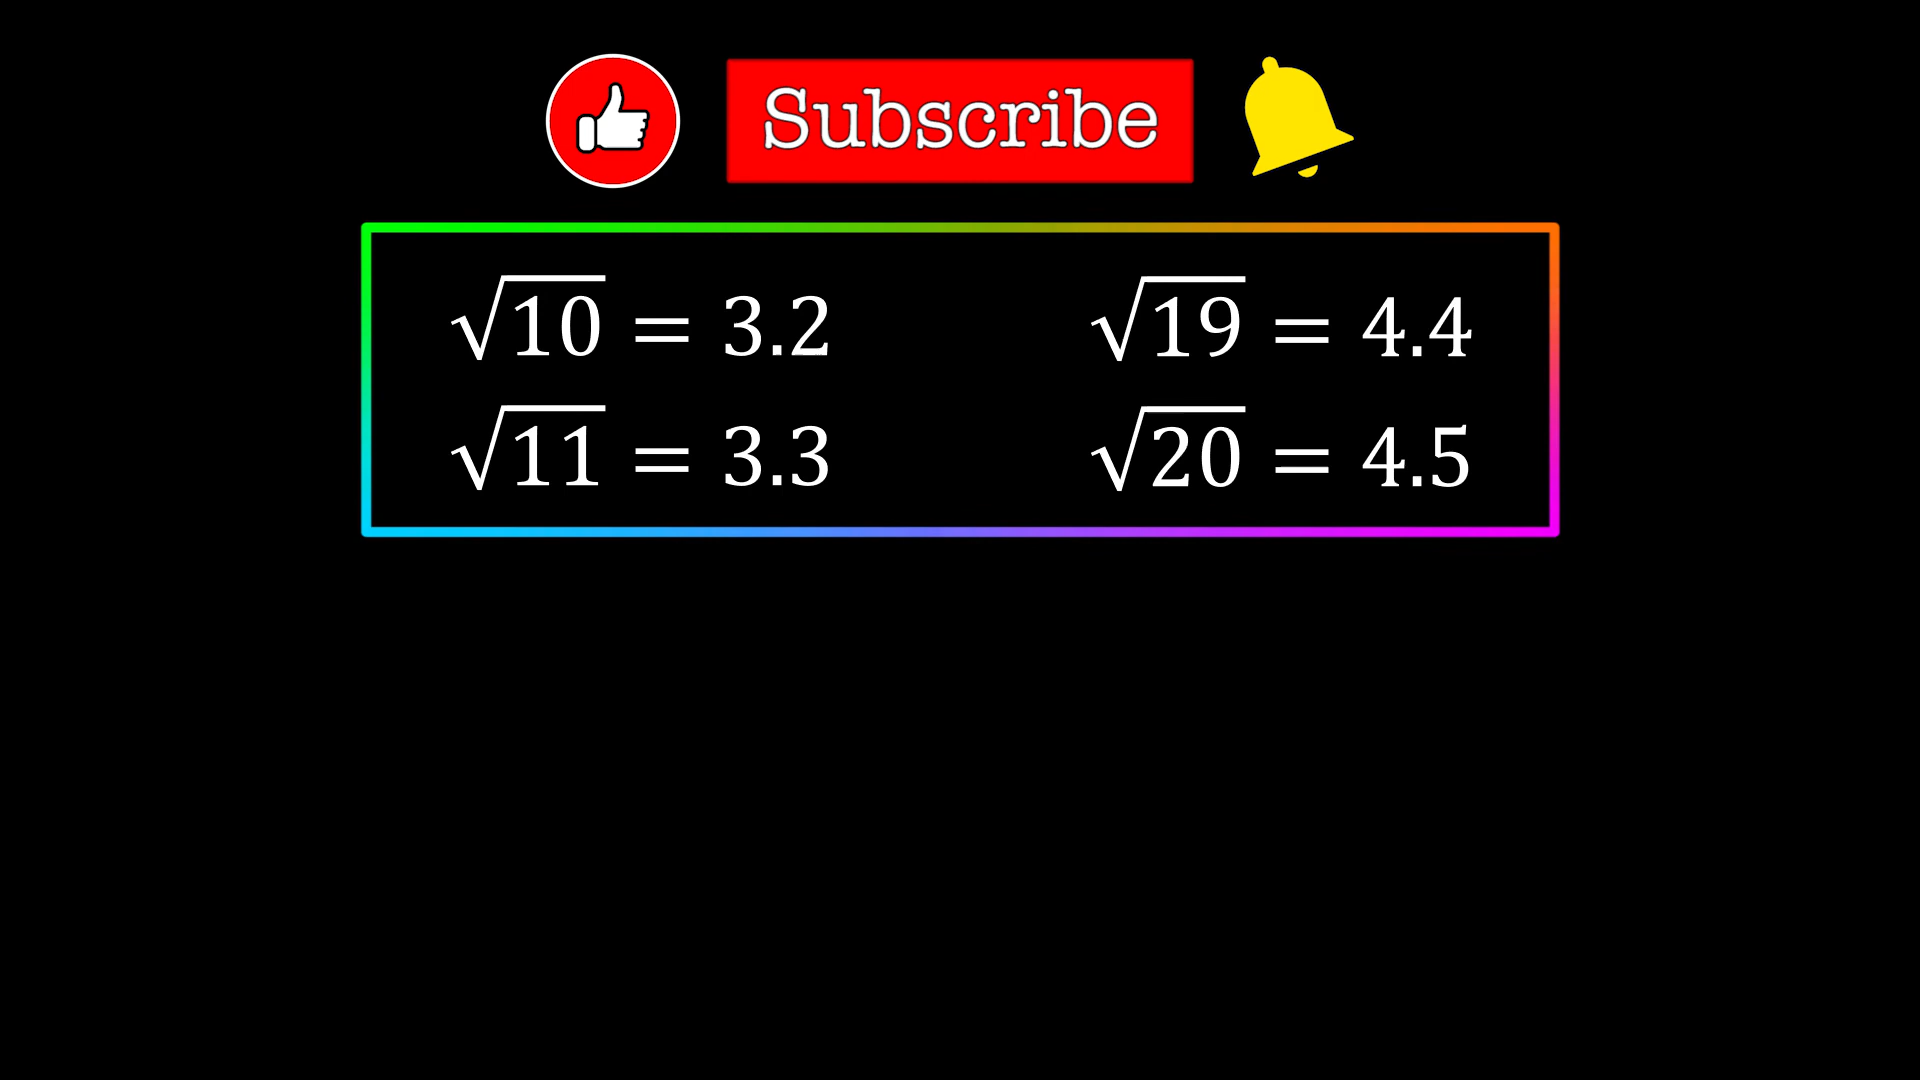 Subscribe
√10 = 3.2 √19 = 4.4
√11 = 3.3 √20 = 4.5